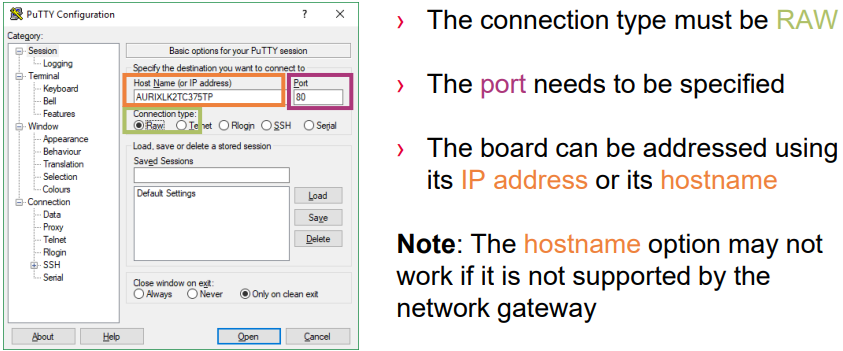 PuTTY Configuration
?
Category:
Session
Logging
Terminal
Keyboard
Bell
Features
Window
Appearance
Behaviour
Translation
Selection
Colours
Connection
Data
Proxy
Telnet
Rlogin
SSH
Serial
Basic options for your PuTTY session
Specify the destination you want to connect to
Host Name (or IP address) Port
AURIXLK2TC375TP 80
Connection type:
Raw Telnet Rlogin SSH Serial
Load, save or delete a stored session
Saved Sessions
Default Settings
Load
Save
Delete
Close window on exit:
Always Never Only on clean exit
About Help Open Cancel
› The connection type must be RAW
› The port needs to be specified
› The board can be addressed using
its IP address or its hostname
Note: The hostname option may not
work if it is not supported by the
network gateway